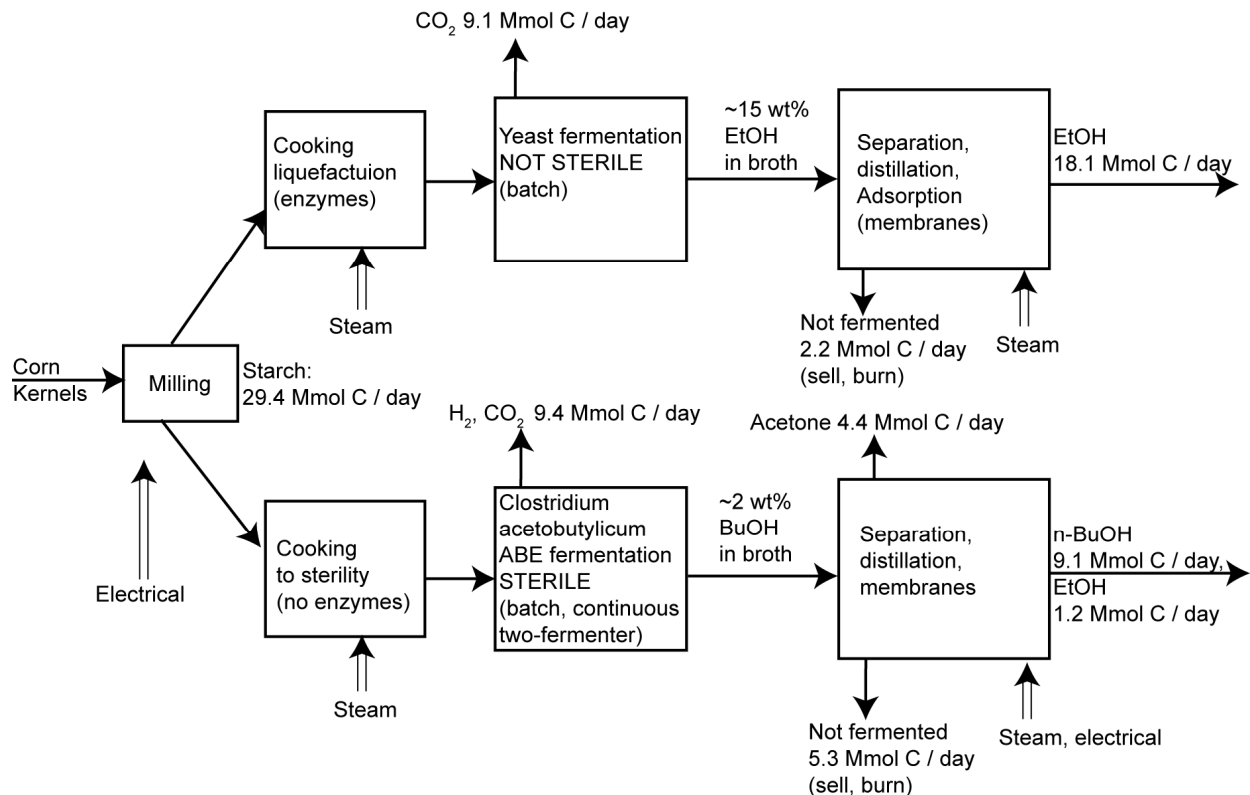 CO2 9.1 Mmol C / day
Cooking
liquefactuion
(enzymes)
Yeast fermentation
NOT STERILE
(batch)
~15 wt%
EtOH
in broth
Separation,
distillation,
Adsorption
(membranes)
EtOH
18.1 Mmol C / day
Steam
Not fermented
2.2 Mmol C / day
(sell, burn)
Steam
Corn
Kernels
Milling
Starch:
29.4 Mmol C / day
H2, CO2 9.4 Mmol C / day
Acetone 4.4 Mmol C / day
Electrical
Cooking
to sterility
(no enzymes)
Clostridium
acetobutylicum
ABE fermentation
STERILE
(batch, continuous
two-fermenter)
~2 wt%
BuOH
in broth
Separation,
distillation,
membranes
n-BuOH
9.1 Mmol C / day,
EtOH
1.2 Mmol C / day
Steam
Not fermented
5.3 Mmol C / day
(sell, burn)
Steam, electrical